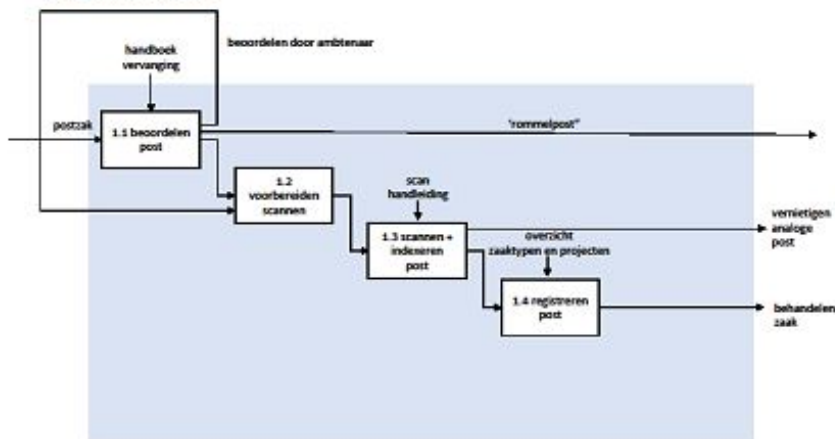 beoordelen door ambtenaar
handboek
vervanging
postzak
1.1 beoordelen
post
'rommelpost"
1.2
voorbereiden
scannen
scan
handleiding
1.3 scannen +
indexeren
post
vernietigen
analoge
post
overzicht
zaaktypen en projecten
1.4 registreren
post
behandelen
zaak